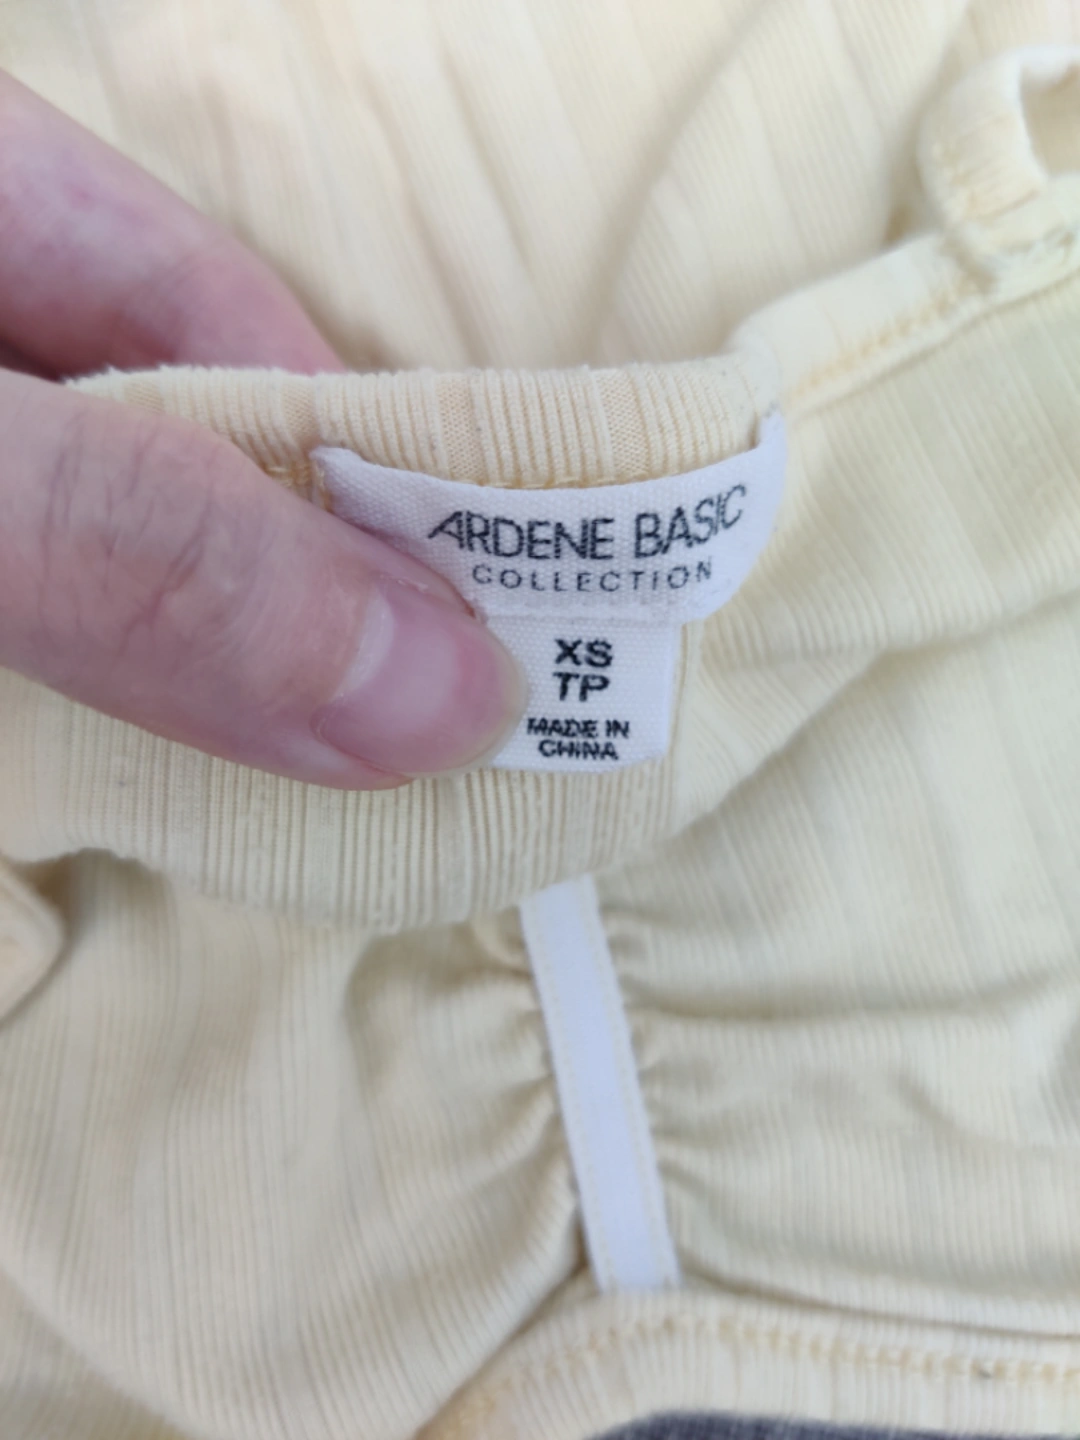 ARDENE BASIC
COLLECTION
XS
TP
MADE IN
CHINA